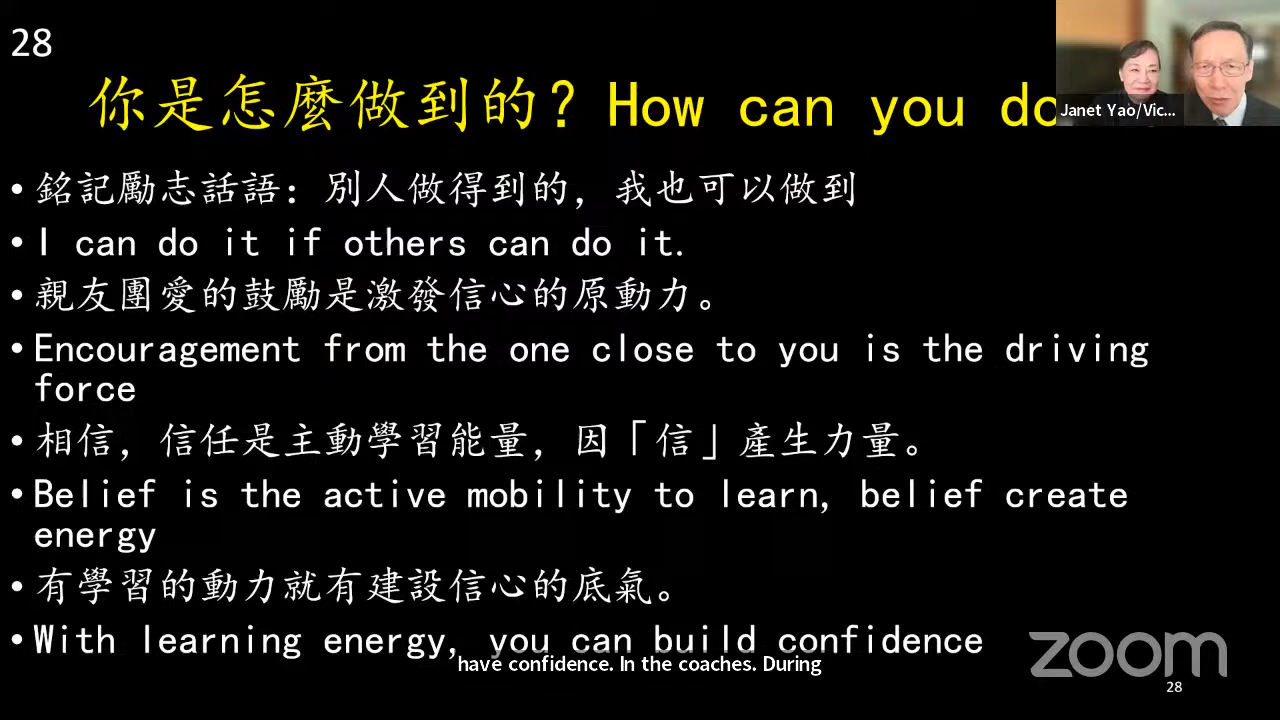 28
你是怎麼做到的？How can you do
Janet Yao/Vic...
• 銘記勵志話語：別人做得到的，我也可以做到
• I can do it if others can do it.
• 親友團愛的鼓勵是激發信心的原動力。
• Encouragement from the one close to you is the driving
force
• 相信，信任是主動學習能量，因「信」產生力量。
• Belief is the active mobility to learn, belief create
energy
• 有學習的動力就有建設信心的底氣。
• With learning energy, you can build confidence
have confidence. In the coaches. During
zoom
28